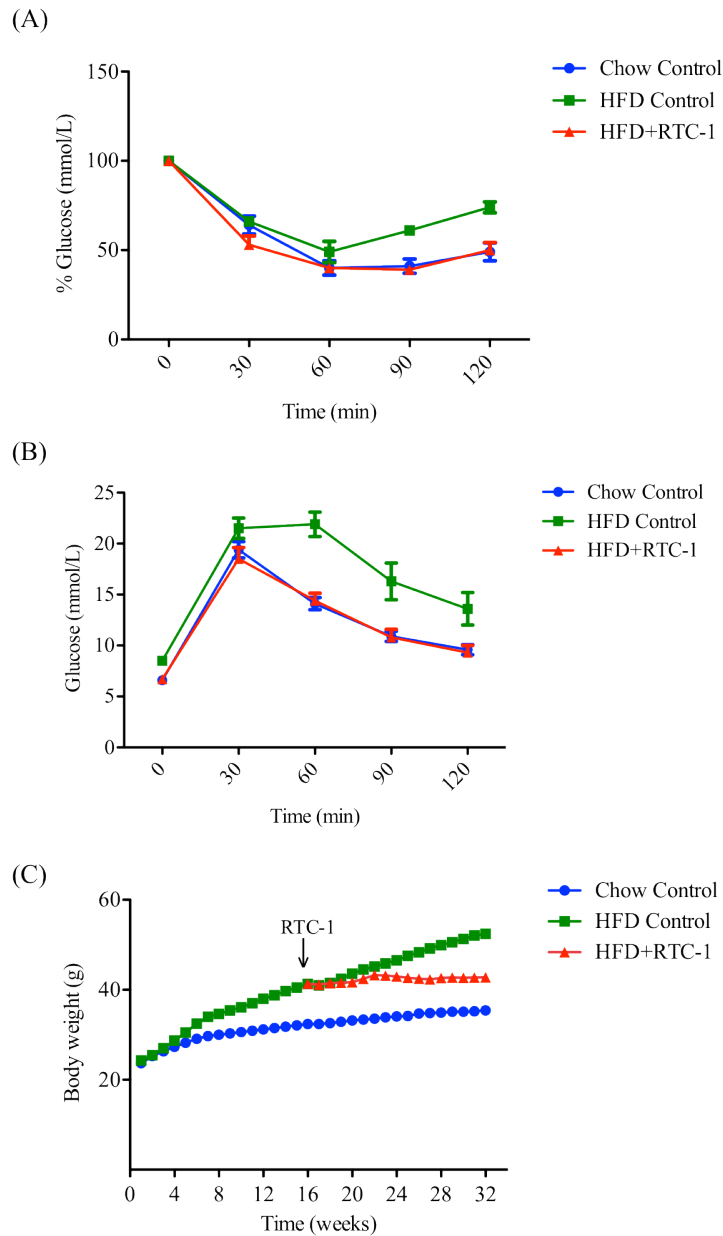 (A)
150
100
50
0
% Glucose (mmol/L)
0
30
60
90
120
Time (min)
Chow Control
HFD Control
HFD+RTC-1
(B)
25
20
15
10
5
0
Glucose (mmol/L)
0
30
60
90
120
Time (min)
Chow Control
HFD Control
HFD+RTC-1
(C)
60
40
20
Body weight (g)
RTC-1
0 4 8 12 16 20 24 28 32
Time (weeks)
Chow Control
HFD Control
HFD+RTC-1